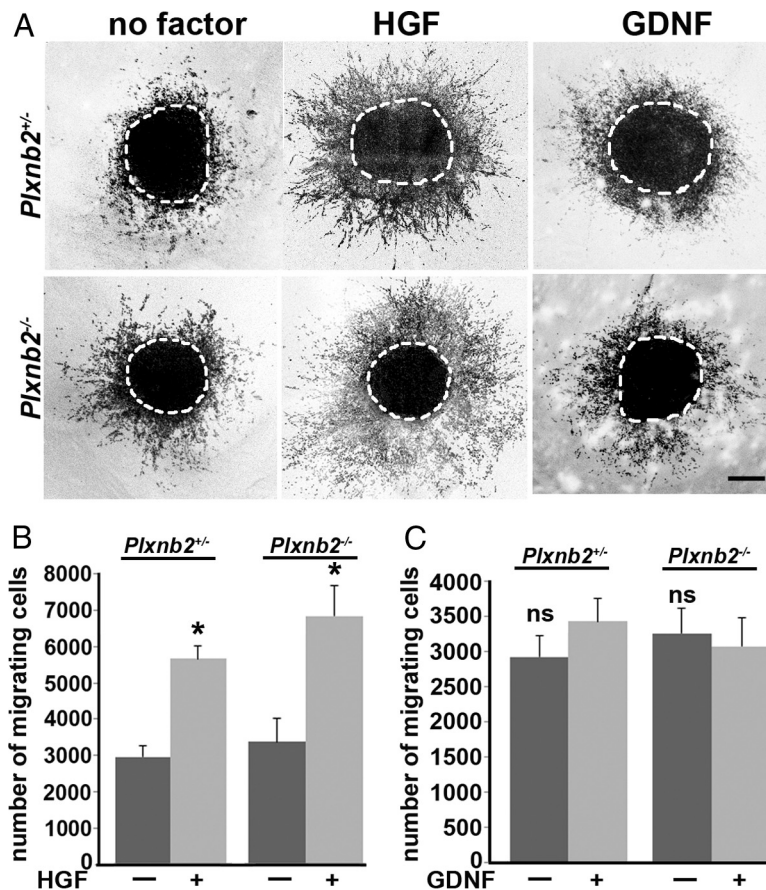 A
no factor HGF GDNF
Plxnb2+/-
Plxnb2-/-
B
Plxnb2+/- Plxnb2-/-
number of migrating cells
8000
7000
6000
5000
4000
3000
2000
1000
0
* *
HGF — + — +
C
Plxnb2+/- Plxnb2-/-
number of migrating cells
4000
3500
3000
2500
2000
1500
1000
500
0
ns ns
GDNF — + — +